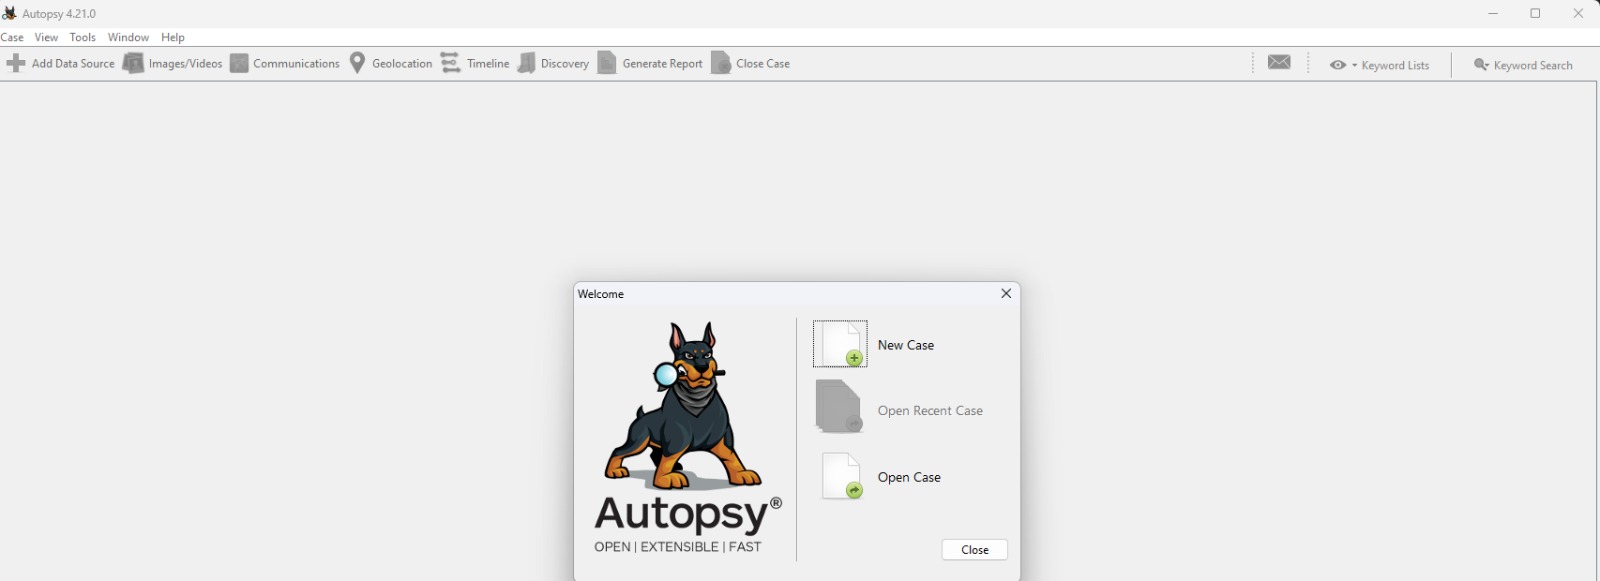 Autopsy 4.21.0
Case View Tools Window Help
Add Data Source Images/Videos Communications Geolocation Timeline Discovery Generate Report Close Case Keyword Lists Keyword Search
Welcome
New Case
Open Recent Case
Open Case
Autopsy®
OPEN | EXTENSIBLE | FAST
Close